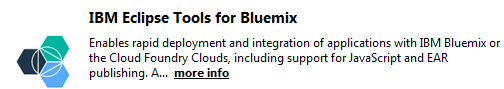 IBM Eclipse Tools for Bluemix
Enables rapid deployment and integration of applications with IBM Bluemix or
the Cloud Foundry Clouds, including support for JavaScript and EAR
publishing. A... more info